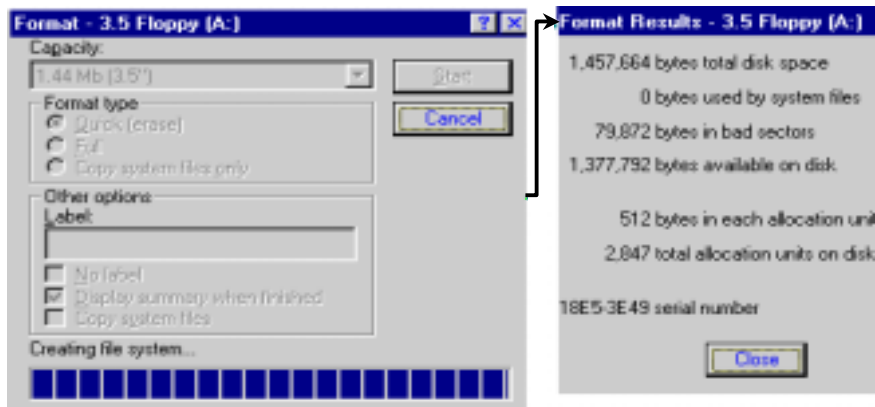 Format - 3.5 Floppy (A:)
Capacity:
1.44 Mb (3.5")
Start
Format type
Quick (erase)
Full
Copy system files only
Cancel
Other options
Label:
No label
Display summary when finished
Copy system files
Creating file system...
Format Results - 3.5 Floppy (A:)
1,457,664 bytes total disk space
0 bytes used by system files
79,872 bytes in bad sectors
1,377,792 bytes available on disk
512 bytes in each allocation unit
2,847 total allocation units on disk
18E5-3E49 serial number
Close